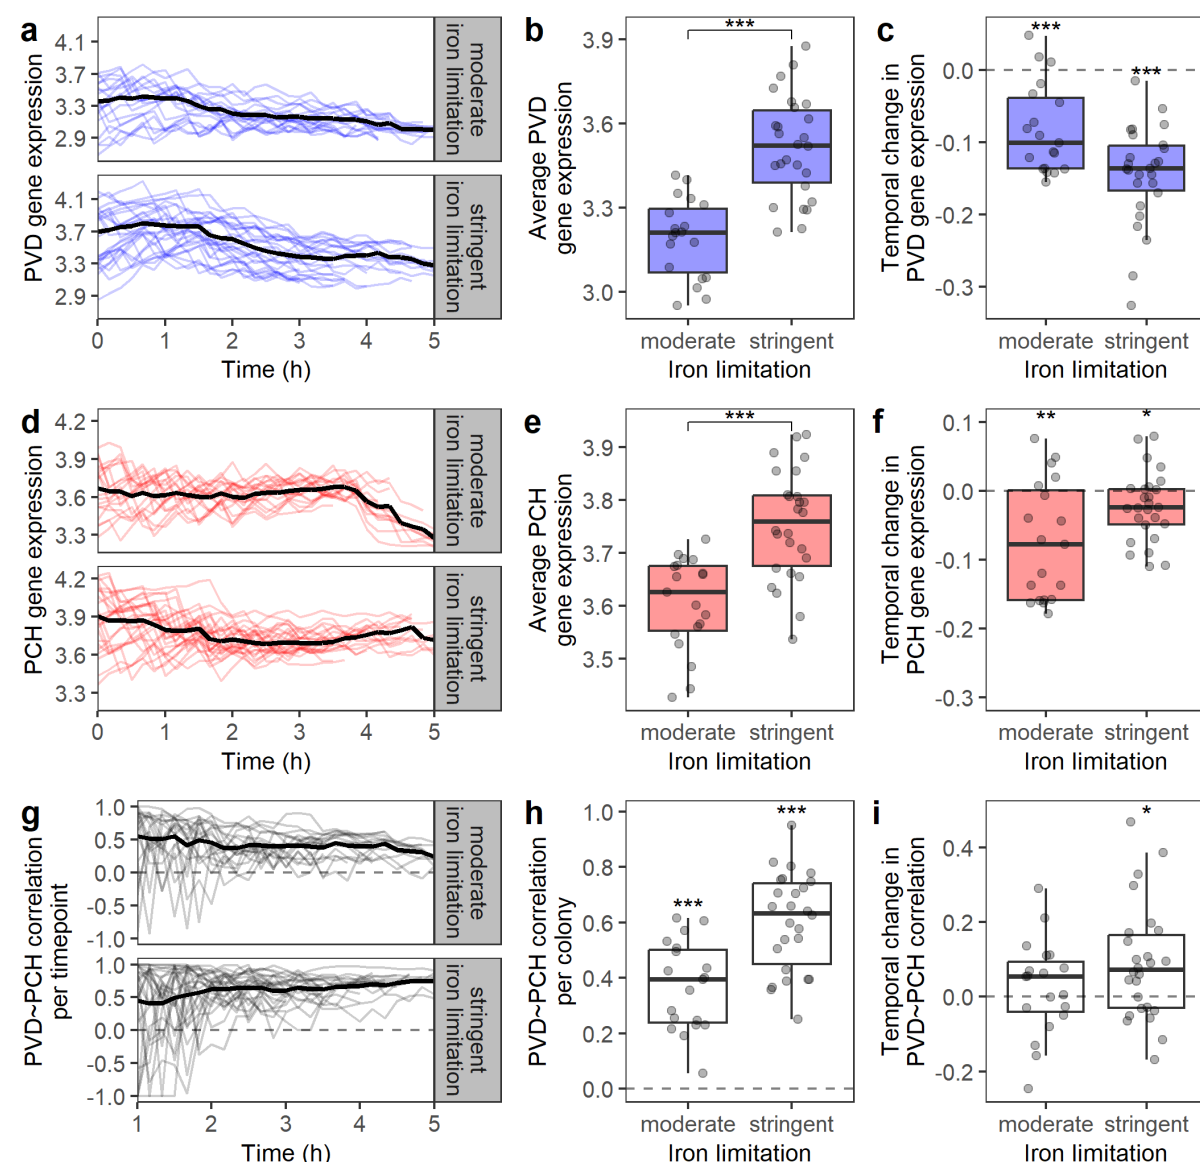 a
PVD gene expression
4.1
3.7
3.3
2.9
moderate
iron limitation
4.1
3.7
3.3
2.9
stringent
iron limitation
0 1 2 3 4 5
Time (h)
b
Average PVD
gene expression
3.9
3.6
3.3
3.0
***
moderate stringent
Iron limitation
c
Temporal change in
PVD gene expression
0.0
-0.1
-0.2
-0.3
***
***
moderate stringent
Iron limitation
d
PCH gene expression
4.2
3.9
3.6
3.3
moderate
iron limitation
4.2
3.9
3.6
3.3
stringent
iron limitation
0 1 2 3 4 5
Time (h)
e
Average PCH
gene expression
3.9
3.8
3.7
3.6
3.5
***
moderate stringent
Iron limitation
f
Temporal change in
PCH gene expression
0.1
0.0
-0.1
-0.2
-0.3
**
*
moderate stringent
Iron limitation
g
PVD~PCH correlation
per timepoint
1.0
0.5
0.0
-0.5
-1.0
moderate
iron limitation
1.0
0.5
0.0
-0.5
-1.0
stringent
iron limitation
1 2 3 4 5
Time (h)
h
PVD~PCH correlation
per colony
1.0
0.8
0.6
0.4
0.2
0.0
***
***
moderate stringent
Iron limitation
i
Temporal change in
PVD~PCH correlation
0.4
0.2
0.0
-0.2
*
moderate stringent
Iron limitation